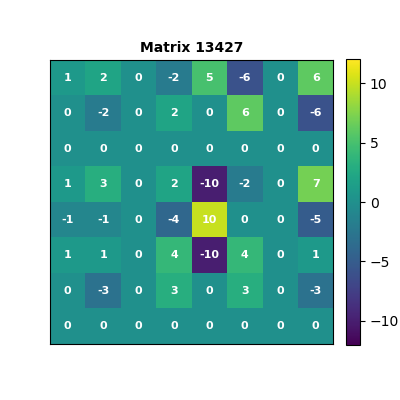 Matrix 13427
1 2 0 -2 5 -6 0 6
0 -2 0 2 0 6 0 -6
0 0 0 0 0 0 0 0
1 3 0 2 -10 -2 0 7
-1 -1 0 -4 10 0 0 -5
1 1 0 4 -10 4 0 1
0 -3 0 3 0 3 0 -3
0 0 0 0 0 0 0 0
10
5
0
−5
−10